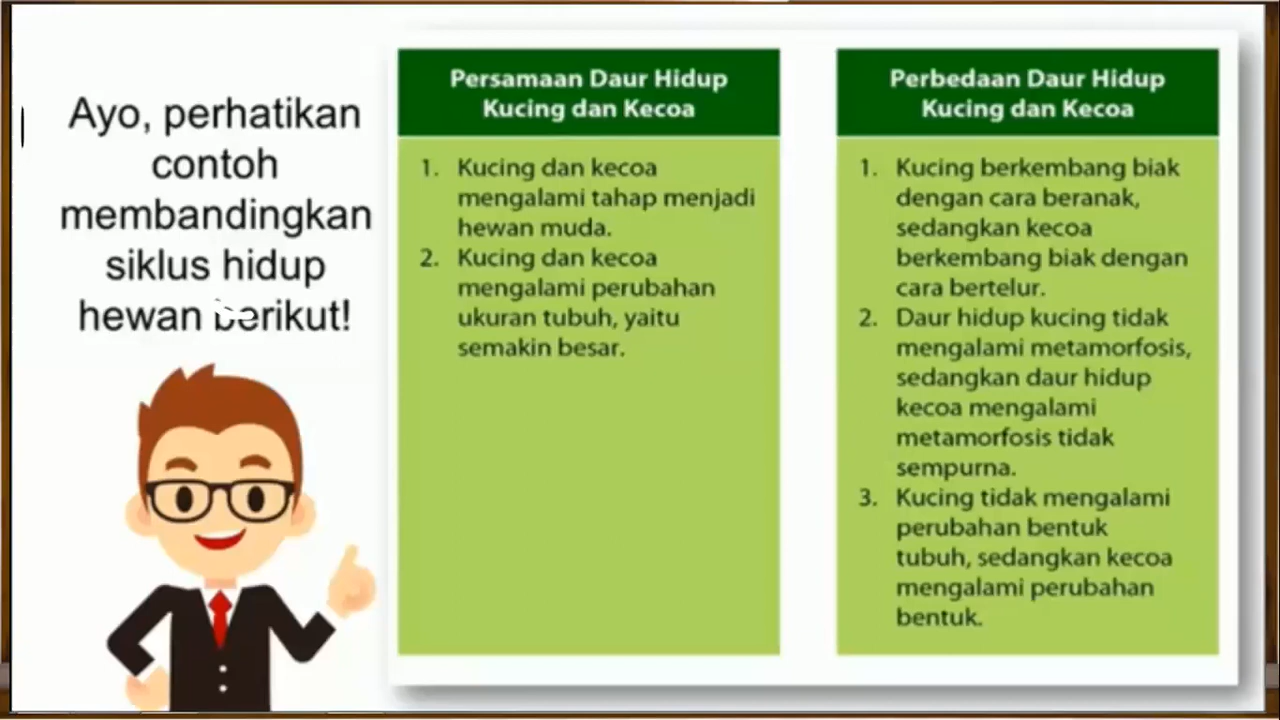 Ayo, perhatikan
contoh
membandingkan
siklus hidup
hewan berikut!
Persamaan Daur Hidup
Kucing dan Kecoa
1. Kucing dan kecoa
mengalami tahap menjadi
hewan muda.
2. Kucing dan kecoa
mengalami perubahan
ukuran tubuh, yaitu
semakin besar.
Perbedaan Daur Hidup
Kucing dan Kecoa
1. Kucing berkembang biak
dengan cara beranak,
sedangkan kecoa
berkembang biak dengan
cara bertelur.
2. Daur hidup kucing tidak
mengalami metamorfosis,
sedangkan daur hidup
kecoa mengalami
metamorfosis tidak
sempurna.
3. Kucing tidak mengalami
perubahan bentuk
tubuh, sedangkan kecoa
mengalami perubahan
bentuk.